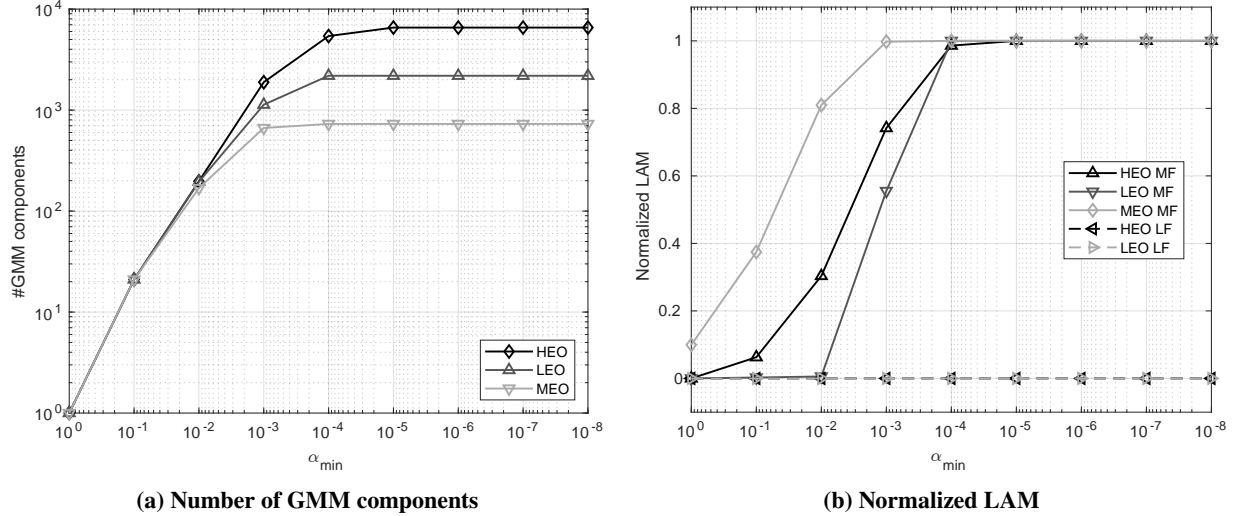 10^4
10^3
10^2
10^1
10^0
#GMM components
HEO
LEO
MEO
10^0 10^-1 10^-2 10^-3 10^-4 10^-5 10^-6 10^-7 10^-8
α_min
(a) Number of GMM components
1
0.8
0.6
0.4
0.2
0
Normalized LAM
HEO MF
LEO MF
MEO MF
HEO LF
LEO LF
10^0 10^-1 10^-2 10^-3 10^-4 10^-5 10^-6 10^-7 10^-8
α_min
(b) Normalized LAM